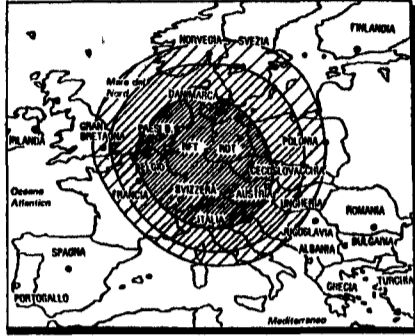 FINLANDIA
NORVEGIA SVEZIA
Mare del
Nord
DANIMARCA
IRLANDA
GRAN
BRETAGNA
PAESI B.
RFT
RDT
POLONIA
BELGIO
CECOSLOVACCHIA
Oceano
Atlantico
FRANCIA
SVIZZERA
AUSTRIA
UNGHERIA
ROMANIA
ITALIA
JUGOSLAVIA
BULGARIA
ALBANIA
SPAGNA
GRECIA
TURCHIA
PORTOGALLO
Mediterraneo